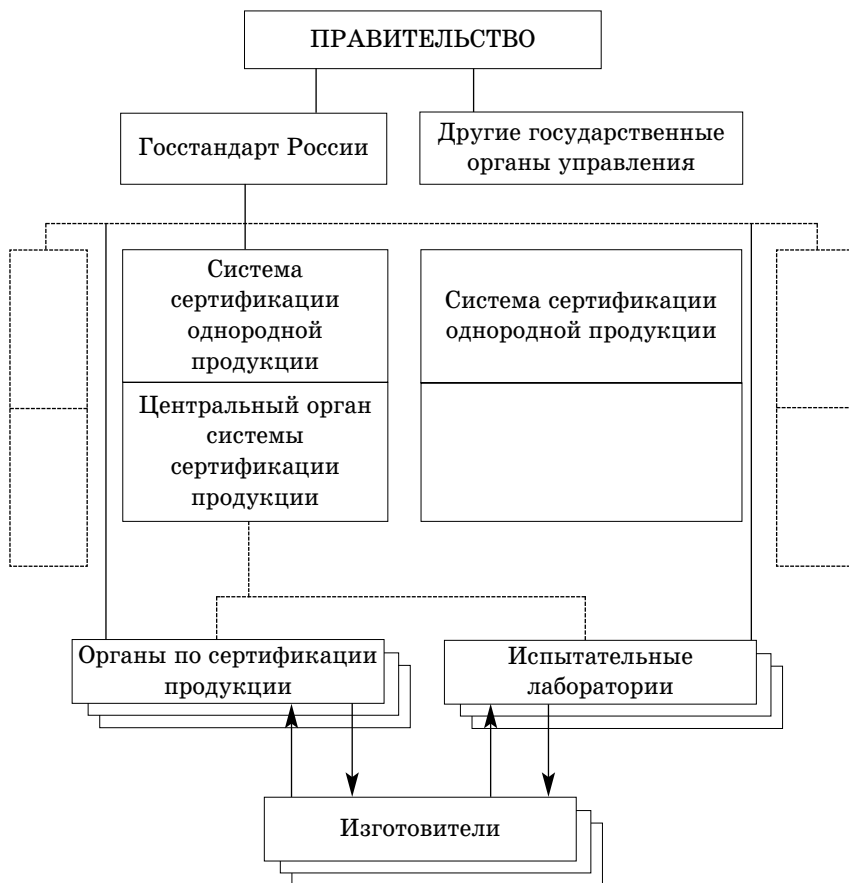 ПРАВИТЕЛЬСТВО
Госстандарт России
Другие государственные
органы управления
Система
сертификации
однородной
продукции
Система сертификации
однородной продукции
Центральный орган
системы
сертификации
продукции
Органы по сертификации
продукции
Испытательные
лаборатории
Изготовители